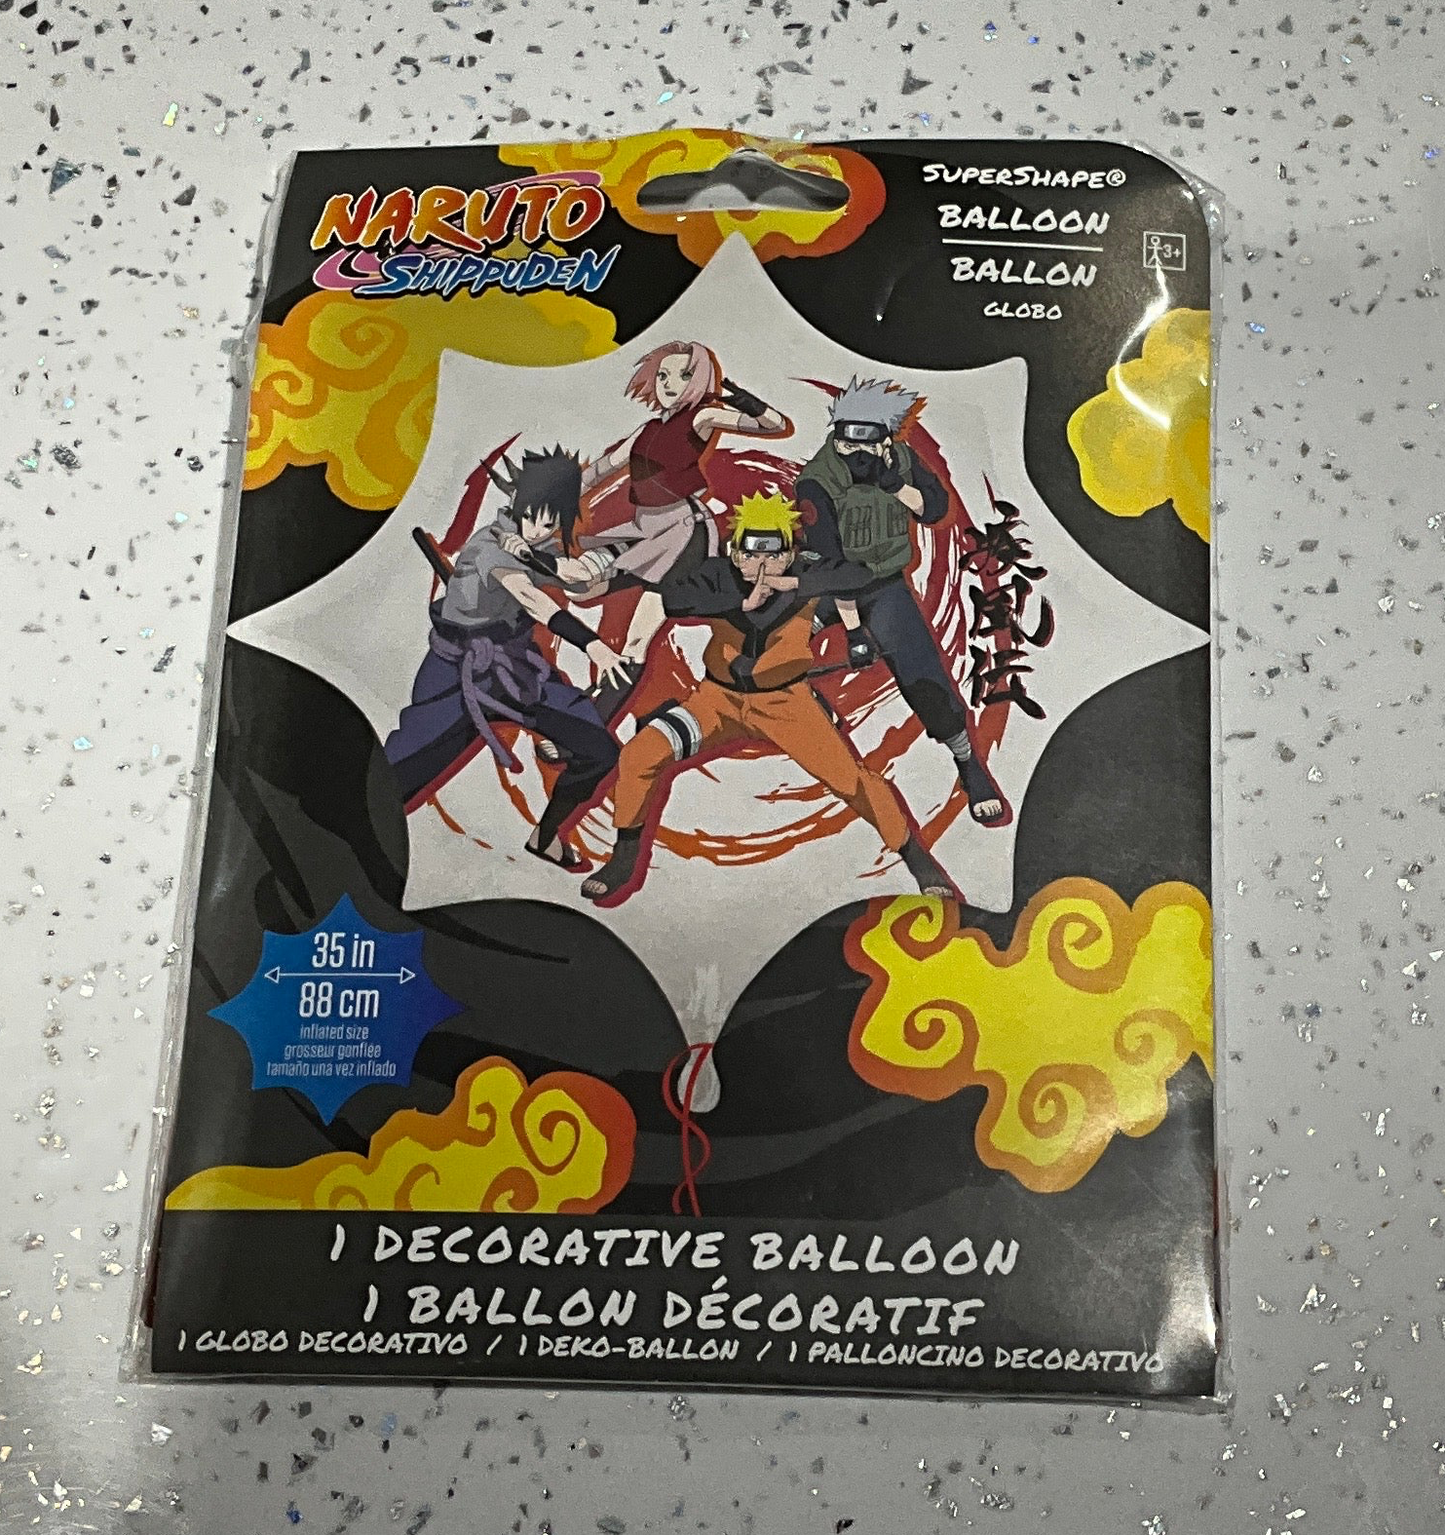 NARUTO
SHIPPUDEN
SUPERSHAPE®
BALLOON
BALLON
GLOBO
3+
疾風伝
35 in
88 cm
inflated size
grosseur gonflée
tamaño una vez inflado
1 DECORATIVE BALLOON
1 BALLON DÉCORATIF
1 GLOBO DECORATIVO / 1 DEKO-BALLON / 1 PALLONCINO DECORATIVO